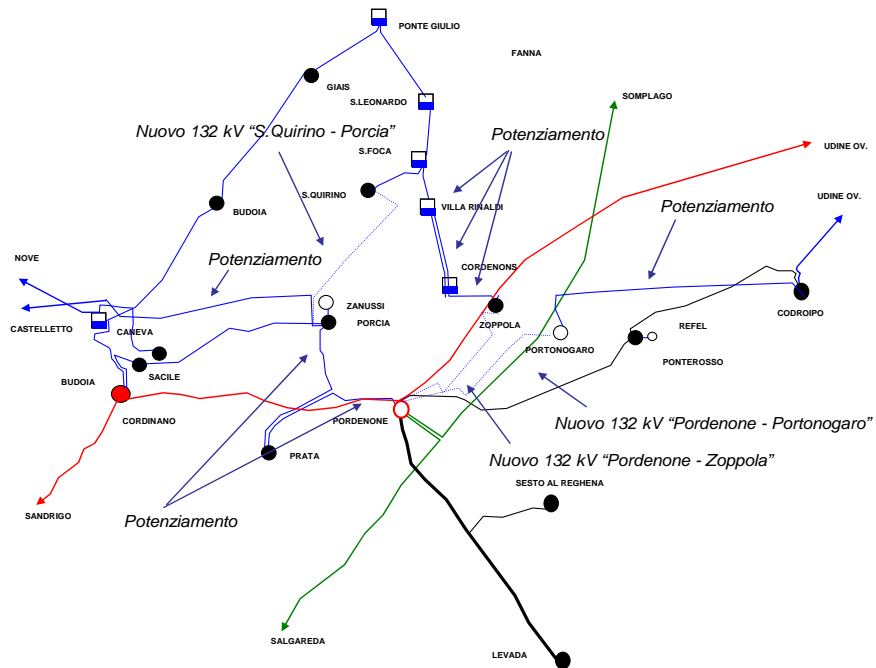 PONTE GIULIO
FANNA
GIAIS
SOMPLAGO
S.LEONARDO
Nuovo 132 kV “S.Quirino - Porcia”
Potenziamento
UDINE OV.
S.FOCA
S.QUIRINO
UDINE OV.
VILLA RINALDI
Potenziamento
BUDOIA
NOVE
Potenziamento
CORDENONS
ZANUSSI
CASTELLETTO
CANEVA
PORCIA
ZOPPOLA
CODROIPO
REFEL
PORTONOGARO
PONTEROSSO
SACILE
BUDOIA
CORDINANO
PORDENONE
Nuovo 132 kV “Pordenone - Portonogaro”
PRATA
Nuovo 132 kV “Pordenone - Zoppola”
SESTO AL REGHENA
SANDRIGO
Potenziamento
SALGAREDA
LEVADA